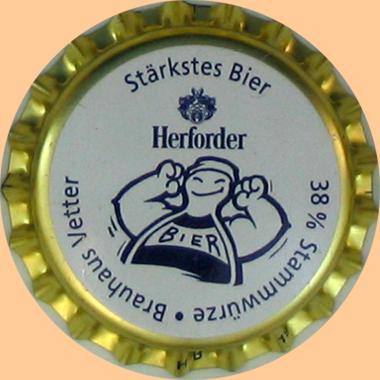 Stärkstes Bier
Herforder
BIER
38% Stammwürze • Brauhaus Vetter